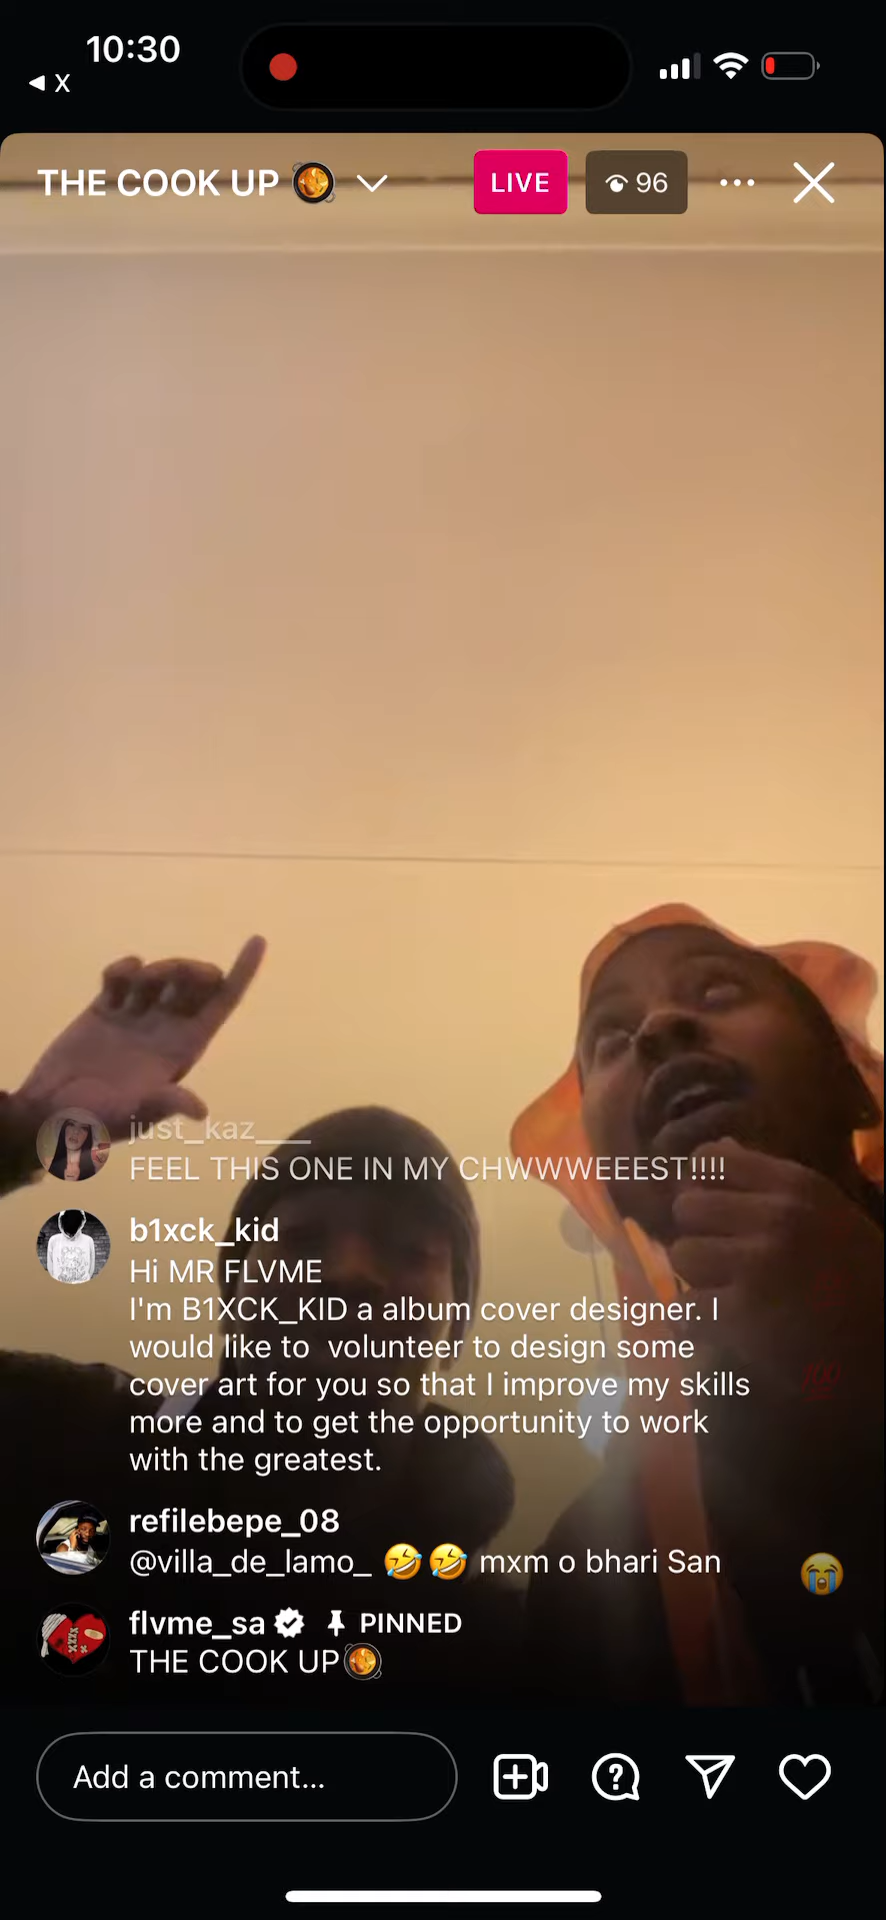 10:30
◀ X
THE COOK UP 🥘
LIVE
96
just_kaz____
FEEL THIS ONE IN MY CHWWWEEEST!!!!
b1xck_kid
Hi MR FLVME
I'm B1XCK_KID a album cover designer. I
would like to  volunteer to design some
cover art for you so that I improve my skills
more and to get the opportunity to work
with the greatest.
refilebepe_08
@villa_de_lamo_ 🤣🤣 mxm o bhari San
flvme_sa PINNED
THE COOK UP🥘
Add a comment...